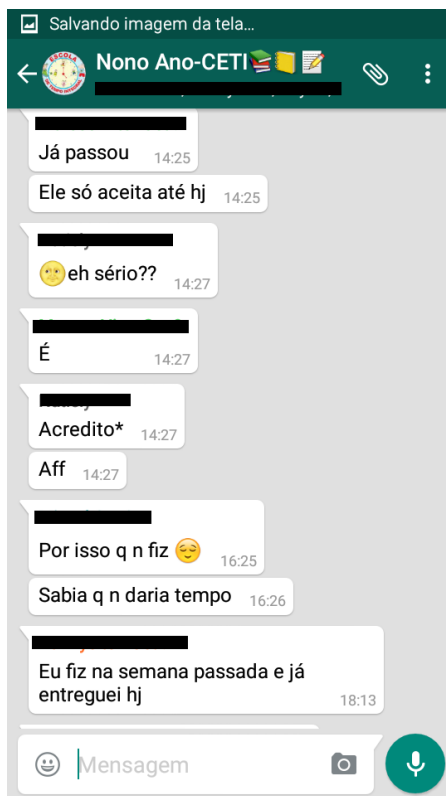 Salvando imagem da tela...
Nono Ano-CETI📚📒📝
Já passou 14:25
Ele só aceita até hj 14:25
🌝eh sério?? 14:27
É 14:27
Acredito* 14:27
Aff 14:27
Por isso q n fiz 😌 16:25
Sabia q n daria tempo 16:26
Eu fiz na semana passada e já
entreguei hj 18:13
Mensagem